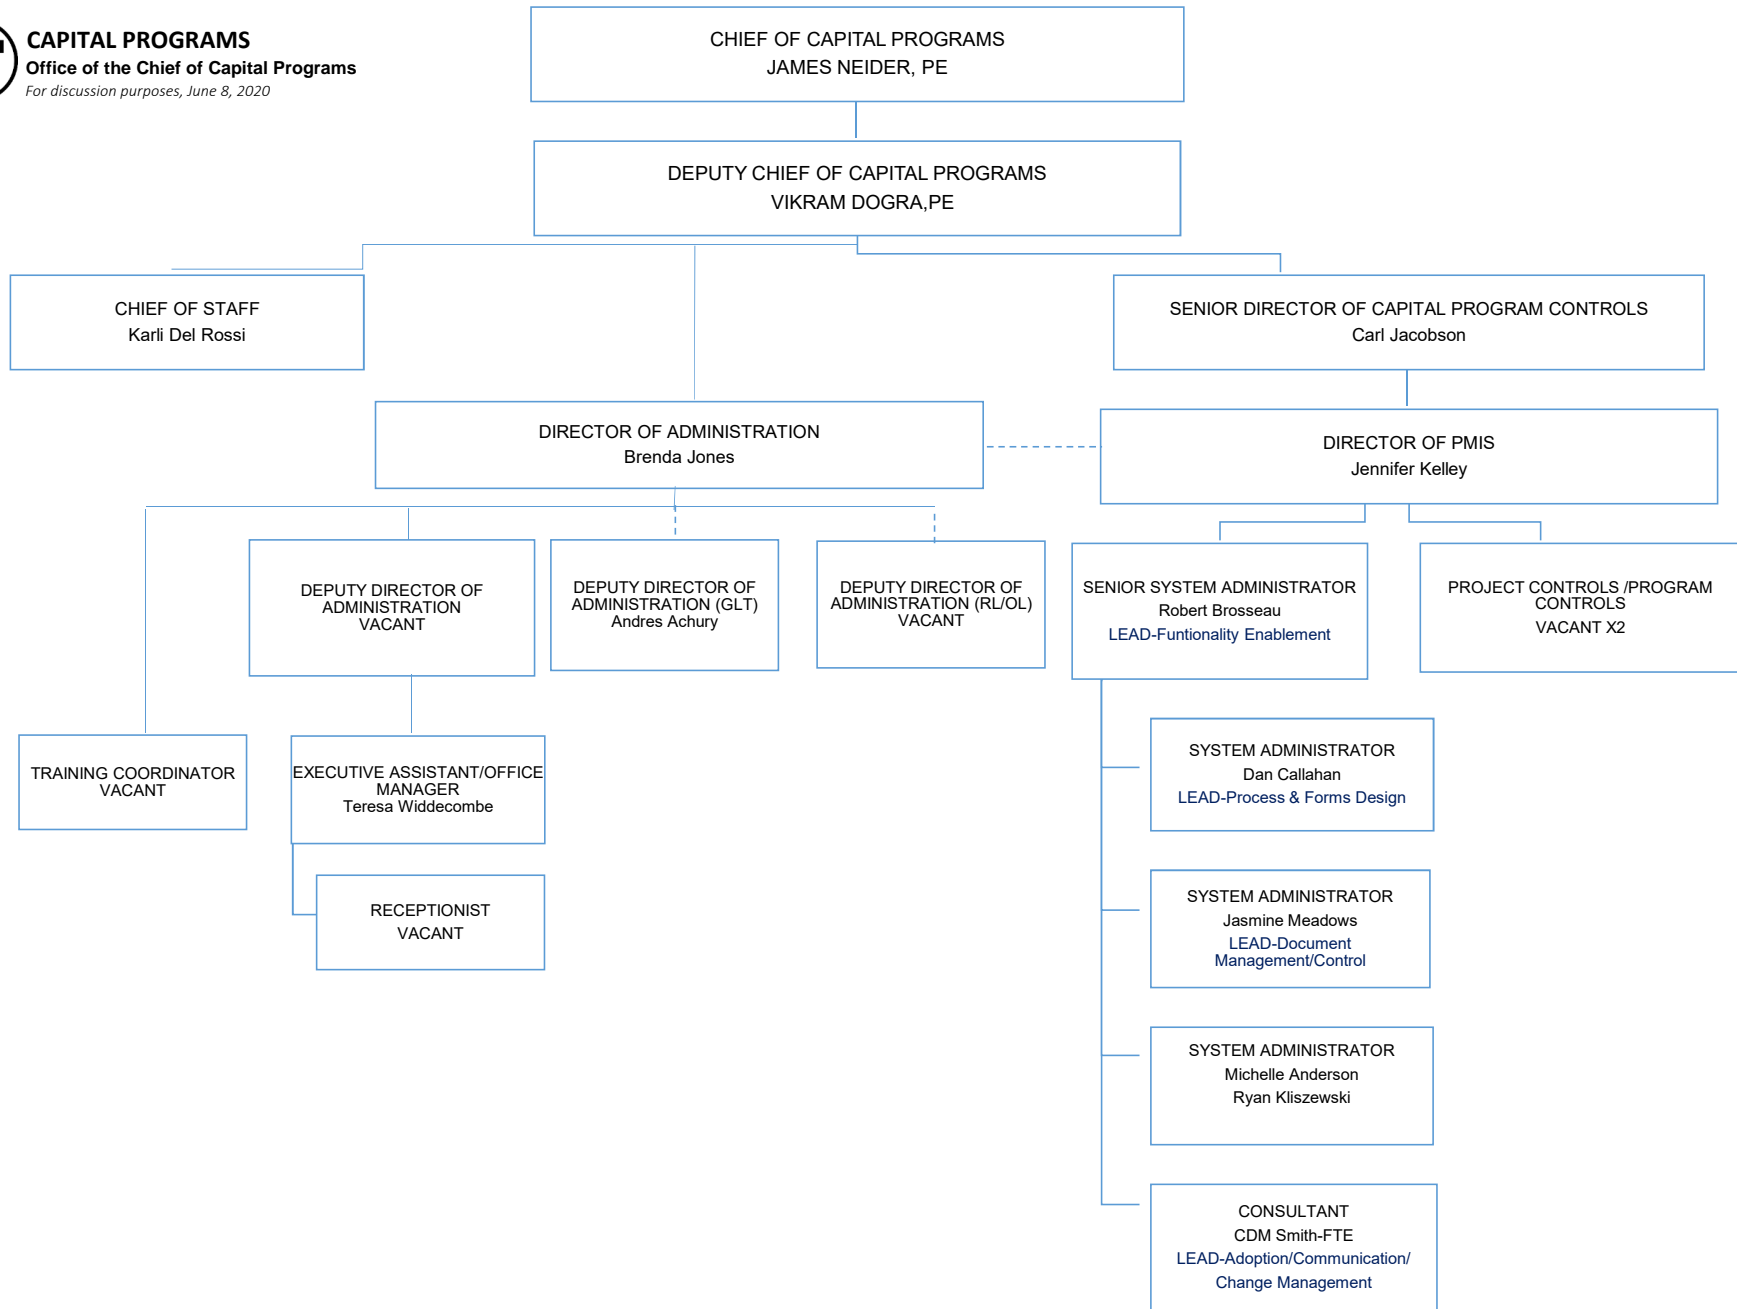 CAPITAL PROGRAMS
Office of the Chief of Capital Programs
For discussion purposes, June 8, 2020
CHIEF OF CAPITAL PROGRAMS
JAMES NEIDER, PE
DEPUTY CHIEF OF CAPITAL PROGRAMS
VIKRAM DOGRA,PE
CHIEF OF STAFF
Karli Del Rossi
SENIOR DIRECTOR OF CAPITAL PROGRAM CONTROLS
Carl Jacobson
DIRECTOR OF ADMINISTRATION
Brenda Jones
DIRECTOR OF PMIS
Jennifer Kelley
DEPUTY DIRECTOR OF
ADMINISTRATION
VACANT
DEPUTY DIRECTOR OF
ADMINISTRATION (GLT)
Andres Achury
DEPUTY DIRECTOR OF
ADMINISTRATION (RL/OL)
VACANT
SENIOR SYSTEM ADMINISTRATOR
Robert Brosseau
LEAD-Funtionality Enablement
PROJECT CONTROLS /PROGRAM
CONTROLS
VACANT X2
TRAINING COORDINATOR
VACANT
EXECUTIVE ASSISTANT/OFFICE
MANAGER
Teresa Widdecombe
RECEPTIONIST
VACANT
SYSTEM ADMINISTRATOR
Dan Callahan
LEAD-Process & Forms Design
SYSTEM ADMINISTRATOR
Jasmine Meadows
LEAD-Document
Management/Control
SYSTEM ADMINISTRATOR
Michelle Anderson
Ryan Kliszewski
CONSULTANT
CDM Smith-FTE
LEAD-Adoption/Communication/
Change Management